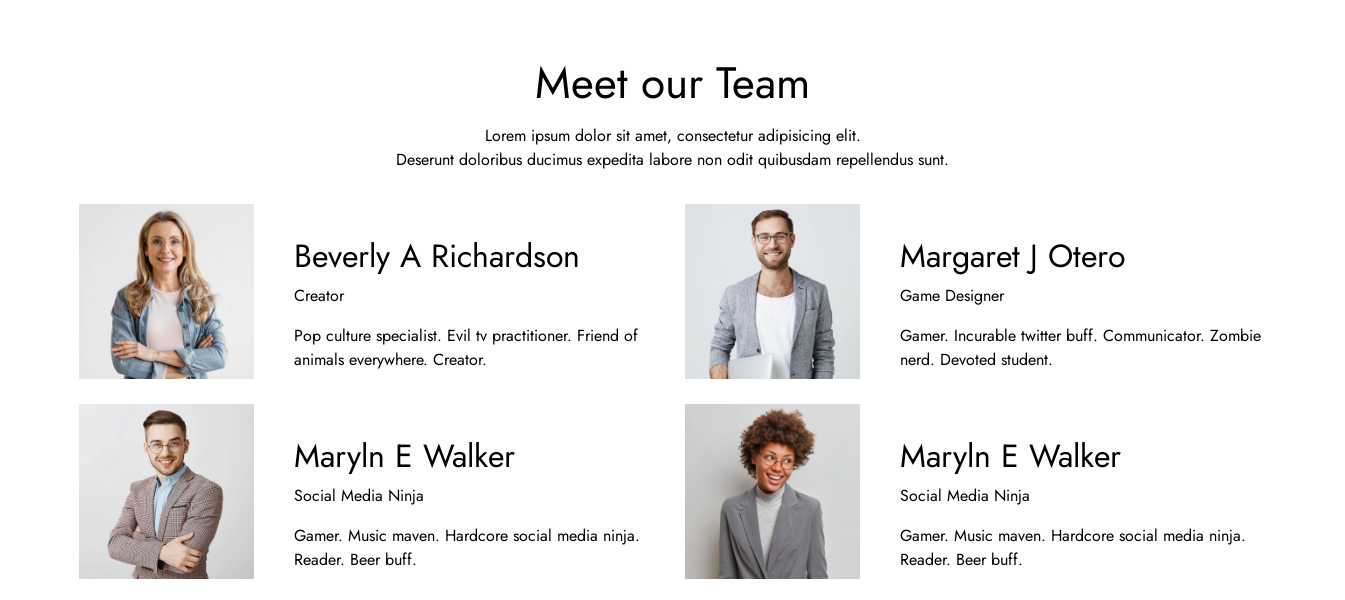 Meet our Team
Lorem ipsum dolor sit amet, consectetur adipisicing elit.
Deserunt doloribus ducimus expedita labore non odit quibusdam repellendus sunt.
Beverly A Richardson
Creator
Pop culture specialist. Evil tv practitioner. Friend of
animals everywhere. Creator.
Margaret J Otero
Game Designer
Gamer. Incurable twitter buff. Communicator. Zombie
nerd. Devoted student.
Maryln E Walker
Social Media Ninja
Gamer. Music maven. Hardcore social media ninja.
Reader. Beer buff.
Maryln E Walker
Social Media Ninja
Gamer. Music maven. Hardcore social media ninja.
Reader. Beer buff.